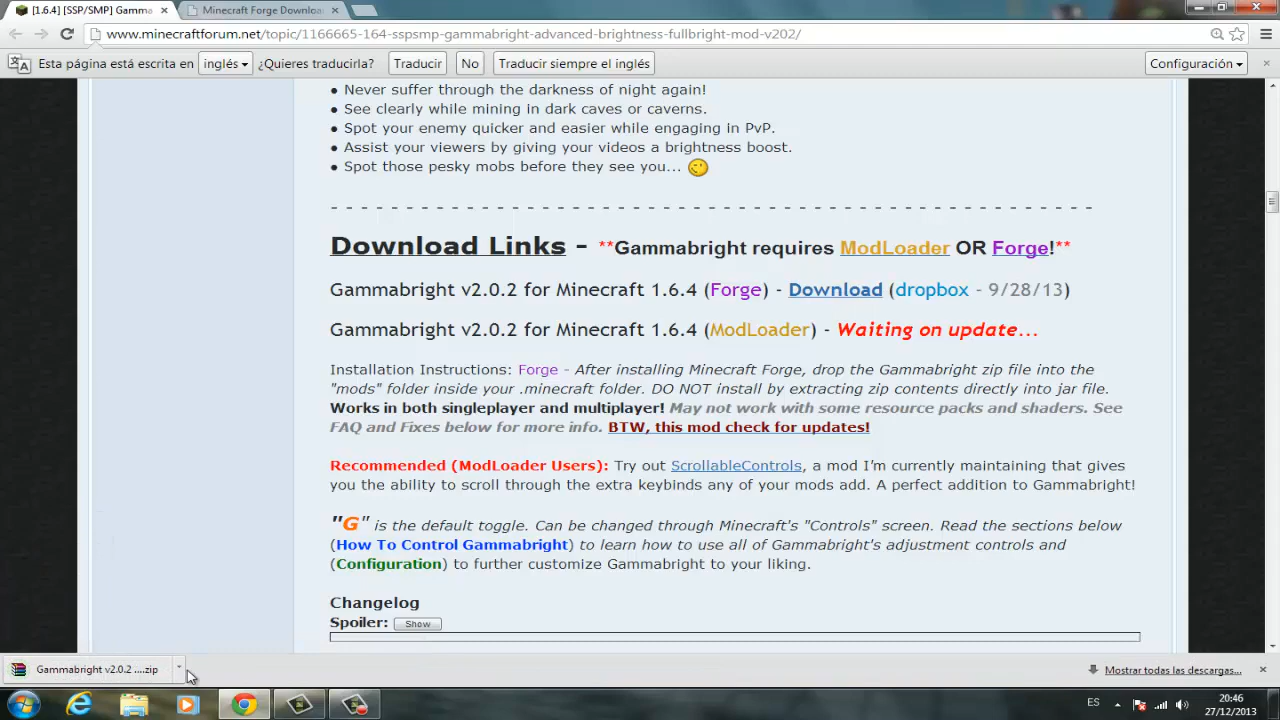 [1.6.4] [SSP/SMP] Gamma
Minecraft Forge Downloa
www.minecraftforum.net/topic/1166665-164-sspsmp-gammabright-advanced-brightness-fullbright-mod-v202/
Esta página está escrita en inglés ¿Quieres traducirla? Traducir No Traducir siempre el inglés Configuración
● Never suffer through the darkness of night again!
● See clearly while mining in dark caves or caverns.
● Spot your enemy quicker and easier while engaging in PvP.
● Assist your viewers by giving your videos a brightness boost.
● Spot those pesky mobs before they see you...
Download Links - **Gammabright requires ModLoader OR Forge!**
Gammabright v2.0.2 for Minecraft 1.6.4 (Forge) - Download (dropbox - 9/28/13)
Gammabright v2.0.2 for Minecraft 1.6.4 (ModLoader) - Waiting on update...
Installation Instructions: Forge - After installing Minecraft Forge, drop the Gammabright zip file into the
"mods" folder inside your .minecraft folder. DO NOT install by extracting zip contents directly into jar file.
Works in both singleplayer and multiplayer! May not work with some resource packs and shaders. See
FAQ and Fixes below for more info. BTW, this mod check for updates!
Recommended (ModLoader Users): Try out ScrollableControls, a mod I'm currently maintaining that gives
you the ability to scroll through the extra keybinds any of your mods add. A perfect addition to Gammabright!
"G" is the default toggle. Can be changed through Minecraft's "Controls" screen. Read the sections below
(How To Control Gammabright) to learn how to use all of Gammabright's adjustment controls and
(Configuration) to further customize Gammabright to your liking.
Changelog
Spoiler: Show
Gammabright v2.0.2 ....zip
Mostrar todas las descargas...
ES
20:46
27/12/2013